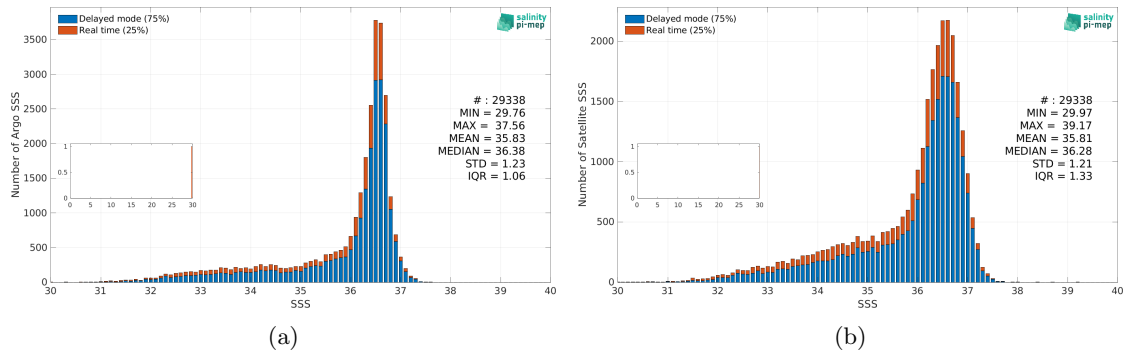 Delayed mode (75%)
Real time (25%)
salinity
pi-mep
3500
3000
2500
2000
1500
1000
500
0
Number of Argo SSS
# : 29338
MIN = 29.76
MAX = 37.56
MEAN = 35.83
MEDIAN = 36.38
STD = 1.23
IQR = 1.06
1
0.5
0
0 5 10 15 20 25 30
30 31 32 33 34 35 36 37 38 39 40
SSS
(a)
Delayed mode (75%)
Real time (25%)
salinity
pi-mep
2000
1500
1000
500
0
Number of Satellite SSS
# : 29338
MIN = 29.97
MAX = 39.17
MEAN = 35.81
MEDIAN = 36.28
STD = 1.21
IQR = 1.33
1
0.5
0
0 5 10 15 20 25 30
30 31 32 33 34 35 36 37 38 39 40
SSS
(b)